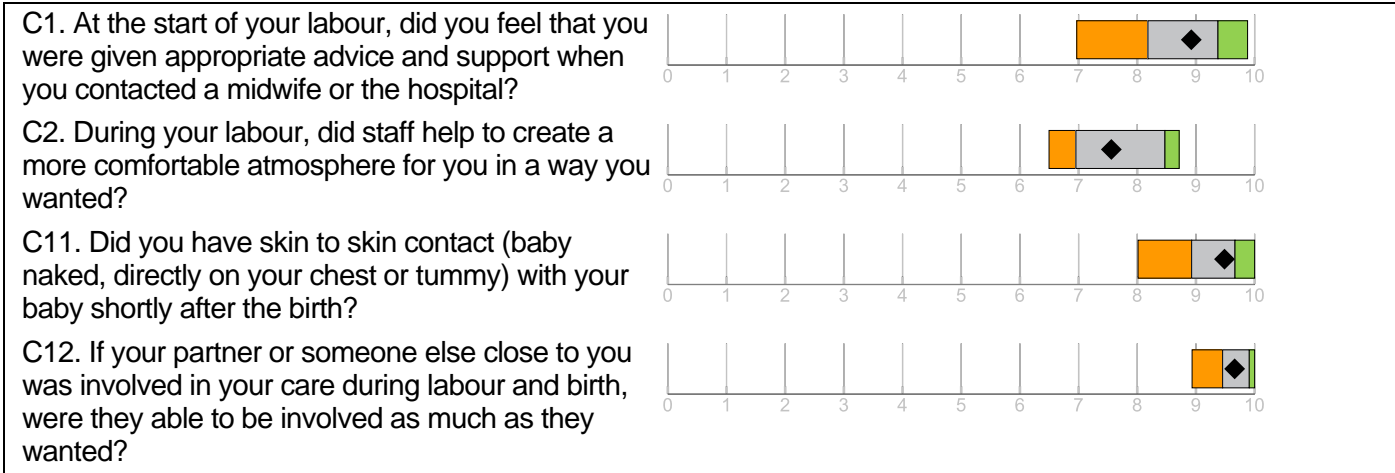 C1. At the start of your labour, did you feel that you
were given appropriate advice and support when
you contacted a midwife or the hospital?
0 1 2 3 4 5 6 7 8 9 10
C2. During your labour, did staff help to create a
more comfortable atmosphere for you in a way you
wanted?
0 1 2 3 4 5 6 7 8 9 10
C11. Did you have skin to skin contact (baby
naked, directly on your chest or tummy) with your
baby shortly after the birth?
0 1 2 3 4 5 6 7 8 9 10
C12. If your partner or someone else close to you
was involved in your care during labour and birth,
were they able to be involved as much as they
wanted?
0 1 2 3 4 5 6 7 8 9 10